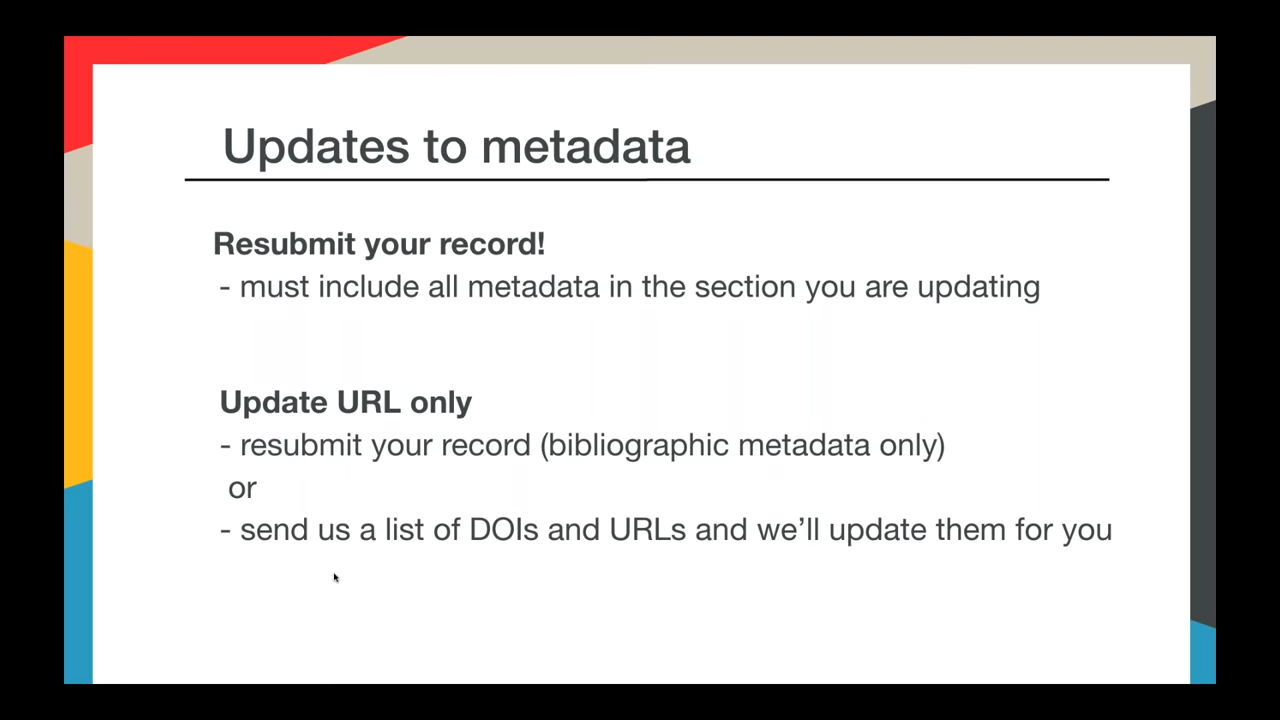 Updates to metadata
Resubmit your record!
- must include all metadata in the section you are updating
Update URL only
- resubmit your record (bibliographic metadata only)
or
- send us a list of DOIs and URLs and we’ll update them for you